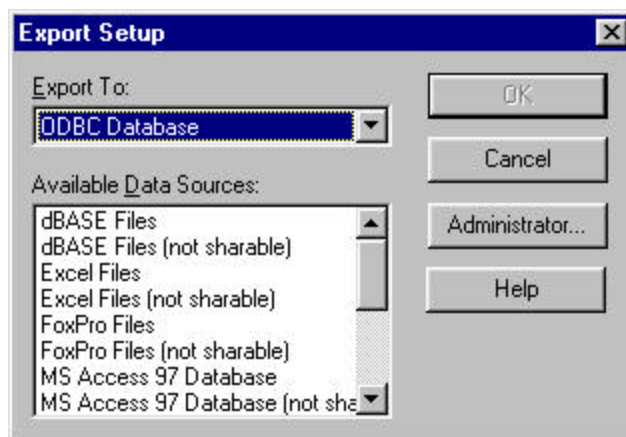 Export Setup
Export To:
ODBC Database
Available Data Sources:
dBASE Files
dBASE Files (not sharable)
Excel Files
Excel Files (not sharable)
FoxPro Files
FoxPro Files (not sharable)
MS Access 97 Database
MS Access 97 Database (not sha
OK
Cancel
Administrator...
Help